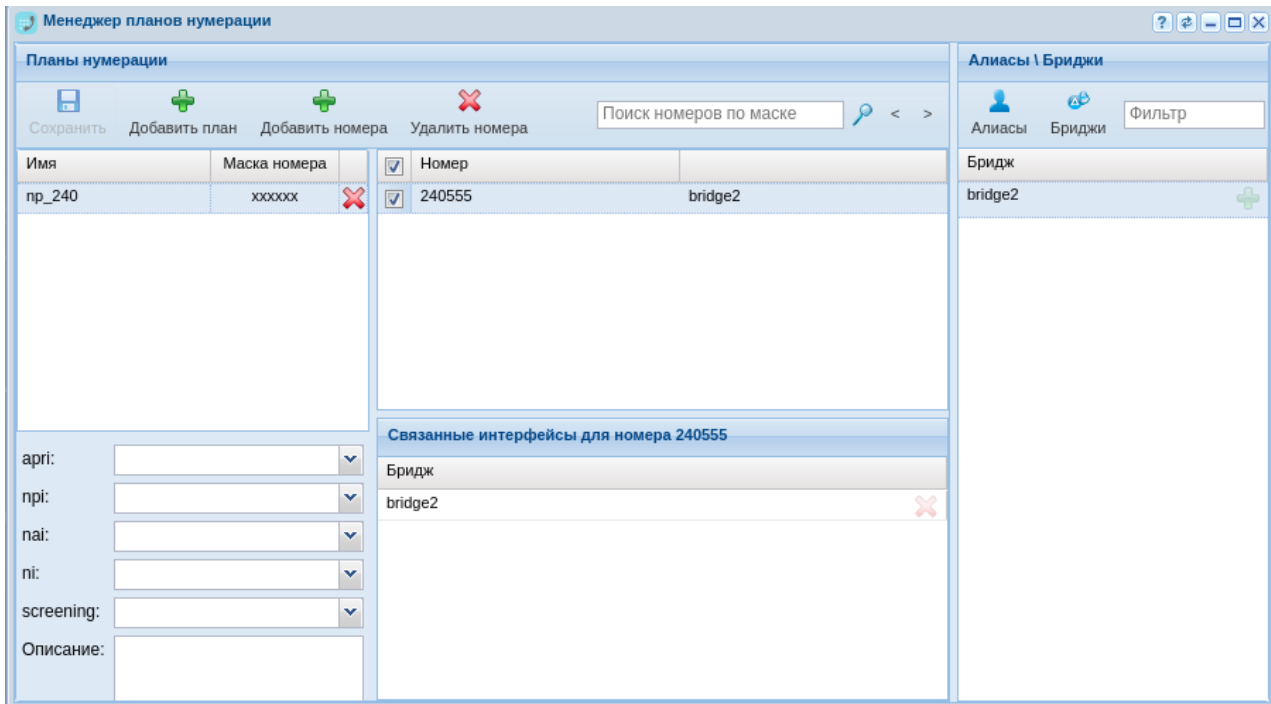 Менеджер планов нумерации
Планы нумерации
Алиасы \ Бриджи
Сохранить Добавить план Добавить номера Удалить номера Поиск номеров по маске < >
Алиасы Бриджи Фильтр
Имя Маска номера Номер
Бридж
np_240 xxxxxx 240555 bridge2
bridge2
Связанные интерфейсы для номера 240555
Бридж
bridge2
apri:
npi:
nai:
ni:
screening:
Описание: